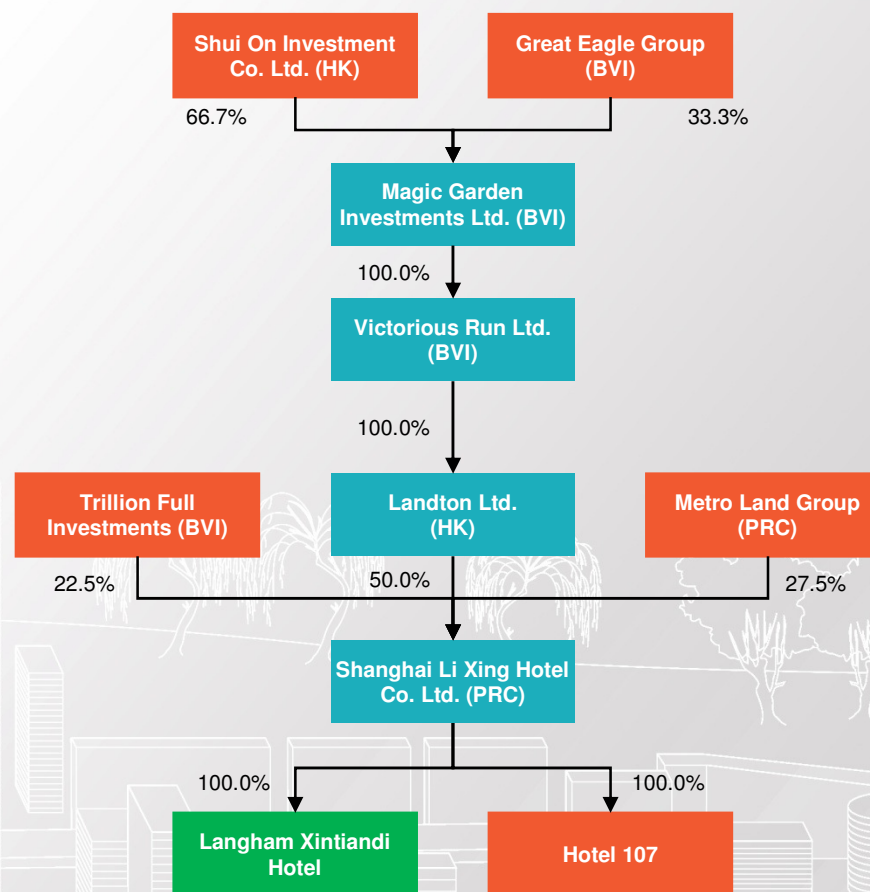 Shui On Investment
Co. Ltd. (HK)
Great Eagle Group
(BVI)
66.7%
33.3%
Magic Garden
Investments Ltd. (BVI)
100.0%
Victorious Run Ltd.
(BVI)
100.0%
Trillion Full
Investments (BVI)
Landton Ltd.
(HK)
Metro Land Group
(PRC)
22.5%
50.0%
27.5%
Shanghai Li Xing Hotel
Co. Ltd. (PRC)
100.0%
100.0%
Langham Xintiandi
Hotel
Hotel 107